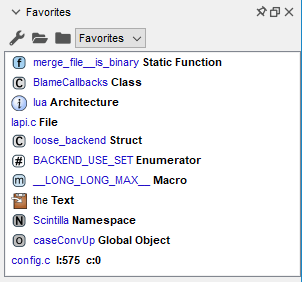 Favorites
Favorites
f merge_file__is_binary Static Function
C BlameCallbacks Class
i lua Architecture
lapi.c File
C loose_backend Struct
# BACKEND_USE_SET Enumerator
m __LONG_LONG_MAX__ Macro
the Text
N Scintilla Namespace
o caseConvUp Global Object
config.c l:575 c:0